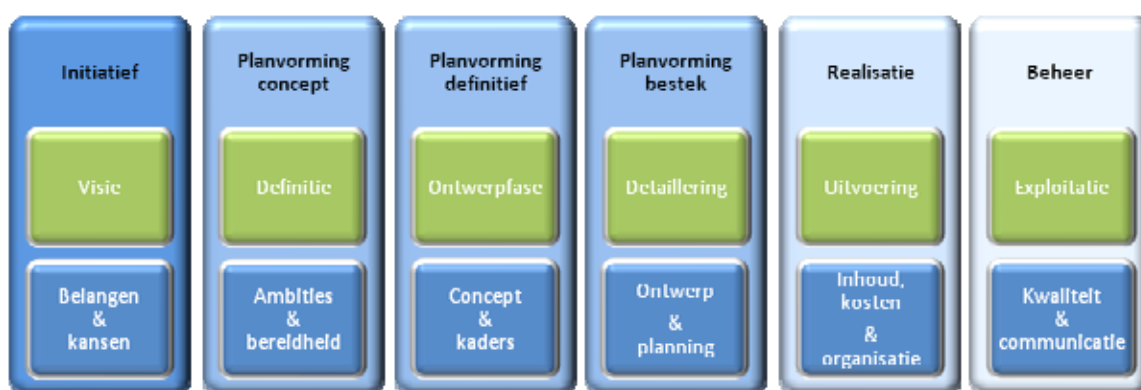 Initiatief
Visie
Belangen
&
kansen
Planvorming
concept
Definitie
Ambities
&
bereidheid
Planvorming
definitief
Ontwerpfase
Concept
&
kaders
Planvorming
bestek
Detaillering
Ontwerp
&
planning
Realisatie
Uitvoering
Inhoud,
kosten
&
organisatie
Beheer
Exploitatie
Kwaliteit
&
communicatie